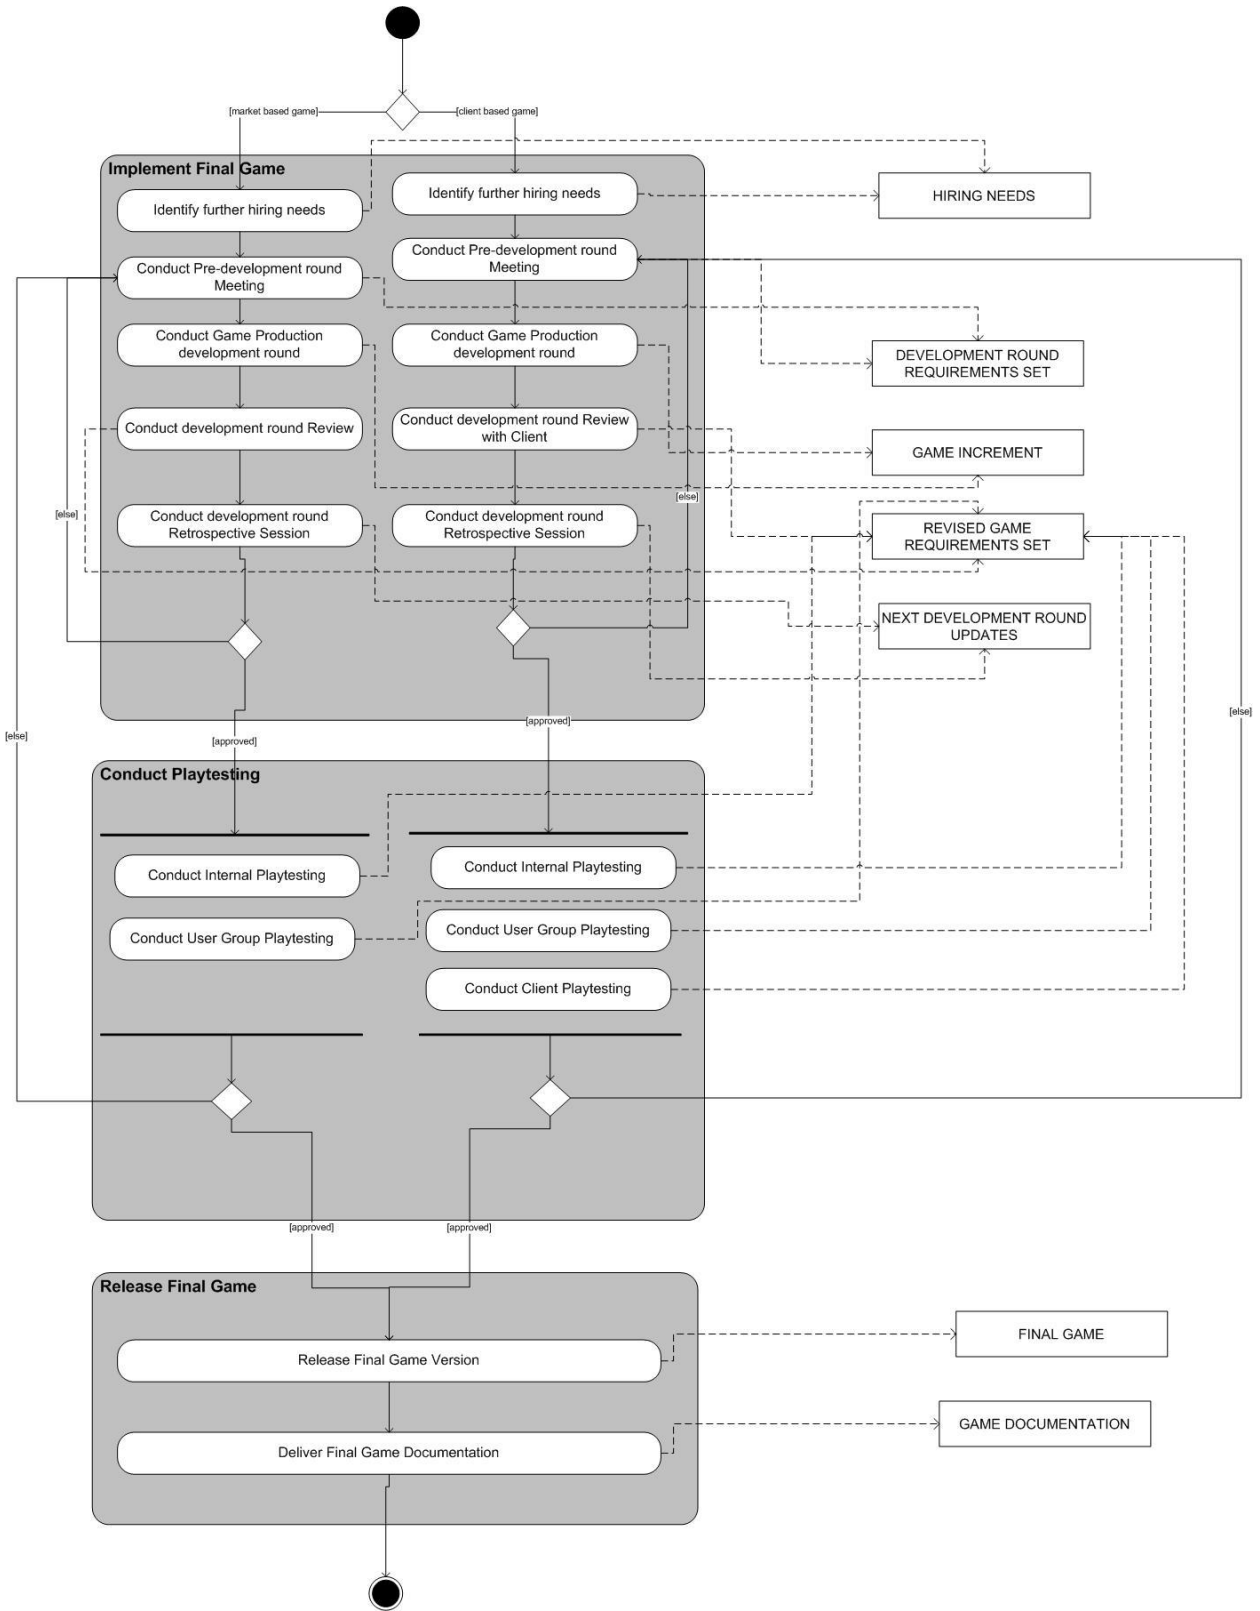 [market based game]
[client based game]
Implement Final Game
Identify further hiring needs
Identify further hiring needs
HIRING NEEDS
Conduct Pre-development round
Meeting
Conduct Pre-development round
Meeting
Conduct Game Production
development round
Conduct Game Production
development round
DEVELOPMENT ROUND
REQUIREMENTS SET
Conduct development round Review
Conduct development round Review
with Client
GAME INCREMENT
[else]
[else]
Conduct development round
Retrospective Session
Conduct development round
Retrospective Session
REVISED GAME
REQUIREMENTS SET
NEXT DEVELOPMENT ROUND
UPDATES
[else]
[approved]
[approved]
[else]
Conduct Playtesting
Conduct Internal Playtesting
Conduct User Group Playtesting
Conduct Internal Playtesting
Conduct User Group Playtesting
Conduct Client Playtesting
[approved]
[approved]
Release Final Game
Release Final Game Version
FINAL GAME
Deliver Final Game Documentation
GAME DOCUMENTATION